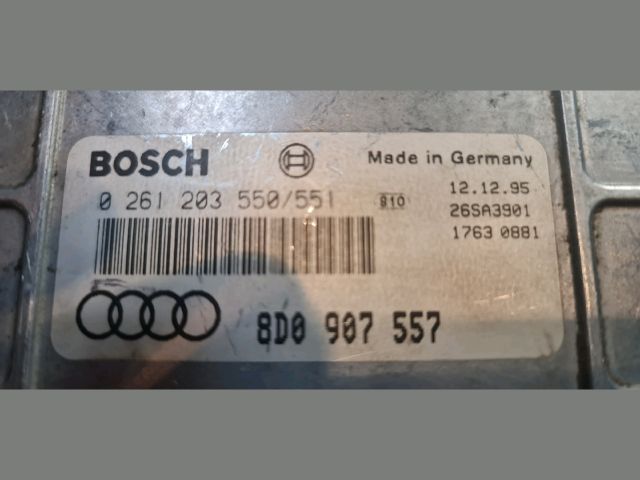 BOSCH
Made in Germany
0 261 203 550/551
910
12.12.95
26SA3901
1763 0881
8D0 907 557